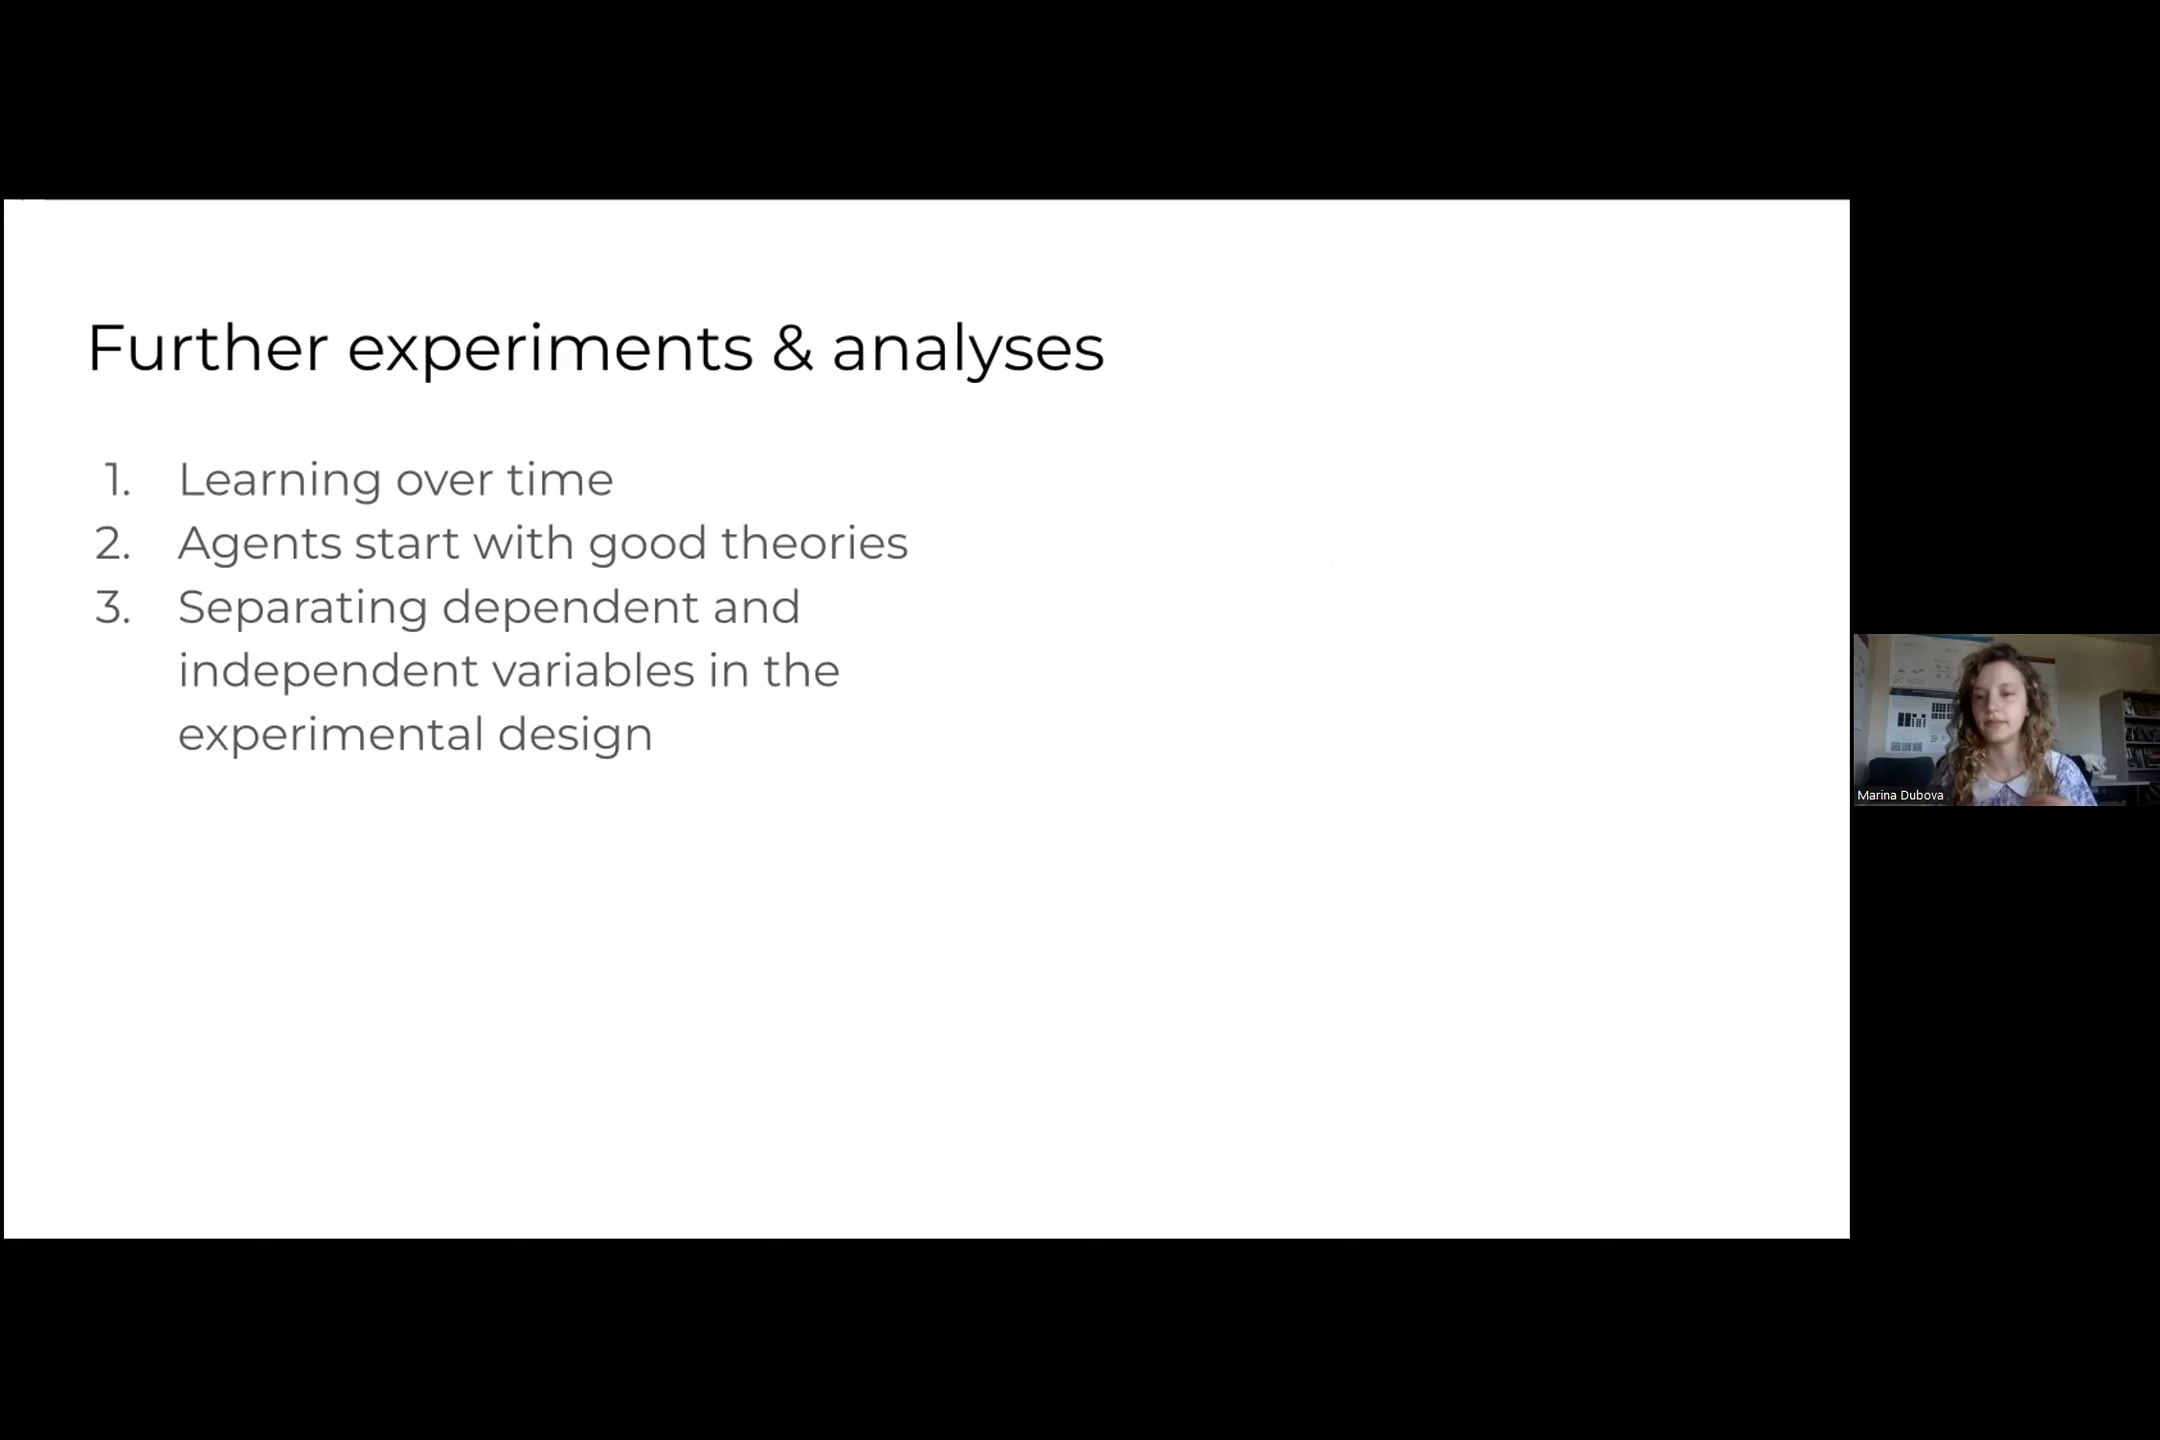 Further experiments & analyses
1. Learning over time
2. Agents start with good theories
3. Separating dependent and
independent variables in the
experimental design
Marina Dubova